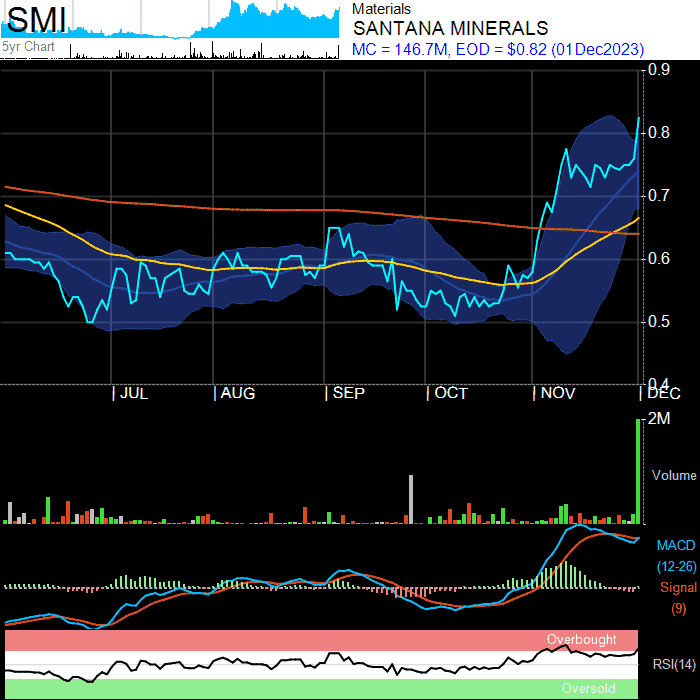 SMI
5yr Chart
Materials
SANTANA MINERALS
MC = 146.7M, EOD = $0.82 (01Dec2023)
0.9
0.8
0.7
0.6
0.5
0.4
JUL AUG SEP OCT NOV DEC
2M
Volume
MACD
(12-26)
Signal
(9)
Overbought
RSI(14)
Oversold